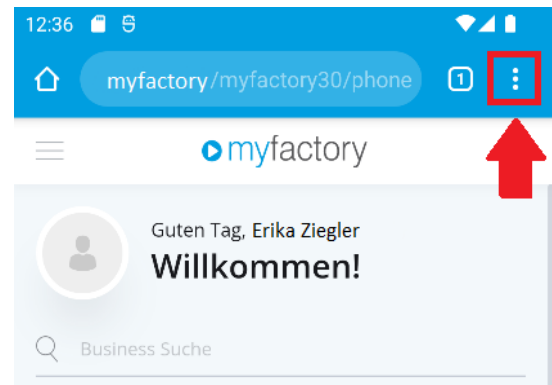 12:36
myfactory/myfactory30/phone
1
myfactory
Guten Tag, Erika Ziegler
Willkommen!
Business Suche